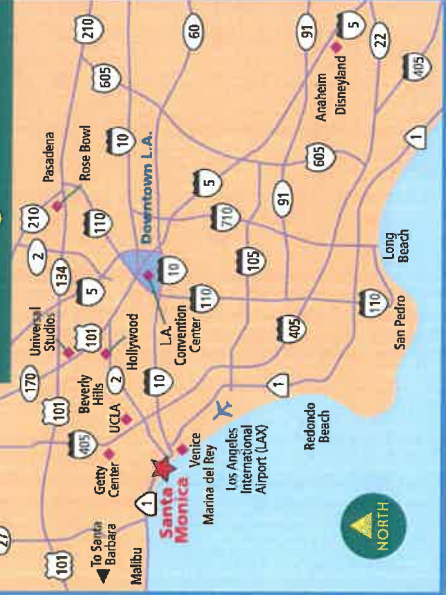 210
60
91
5
22
605
405
Anaheim
Disneyland
10
1
Pasadena
Rose Bowl
Downtown L.A.
605
5
91
210
110
710
2
134
5
10
105
Long
Beach
Universal
Studios
101
Hollywood
L.A.
Convention
Center
110
405
110
San Pedro
170
Beverly
Hills
2
10
1
101
UCLA
405
Getty
Center
Venice
Marina del Rey
Los Angeles
International
Airport (LAX)
Redondo
Beach
Santa
Monica
1
27
101
To Santa
Barbara
Malibu
NORTH